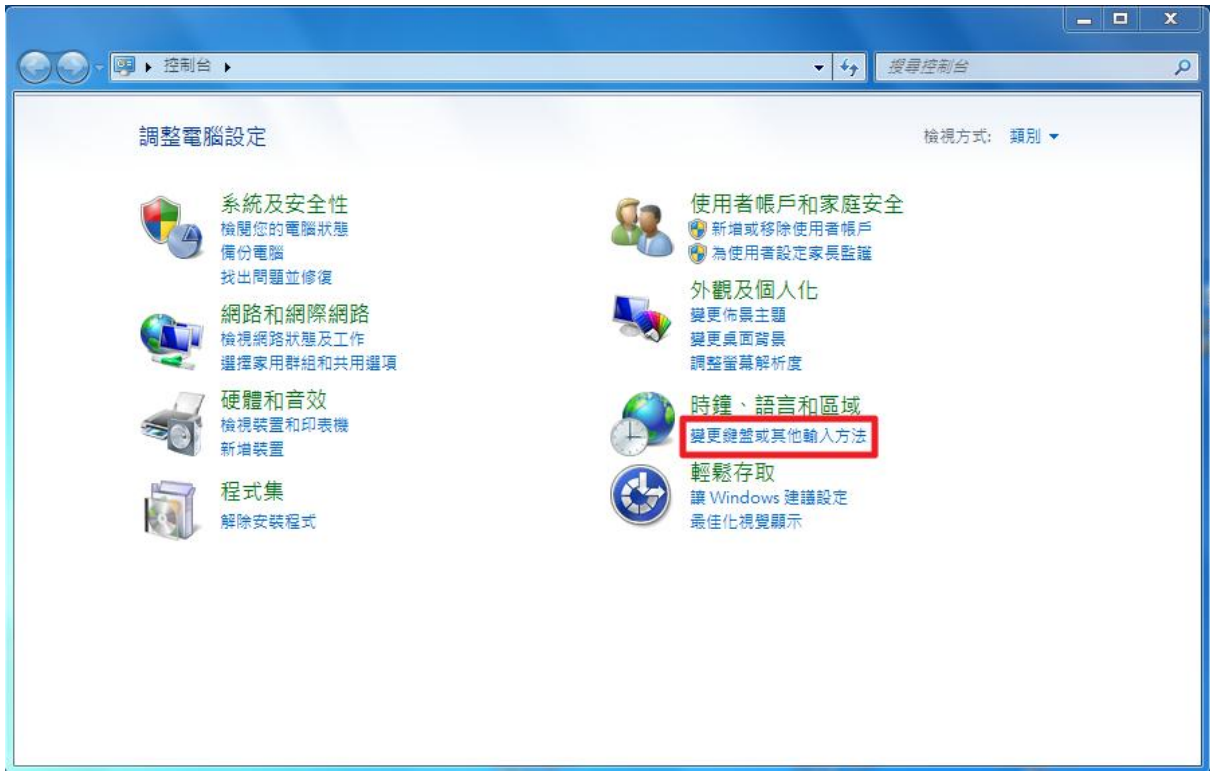 控制台
搜尋控制台
調整電腦設定
檢視方式: 類別
系統及安全性
檢閱您的電腦狀態
備份電腦
找出問題並修復
網路和網際網路
檢視網路狀態及工作
選擇家用群組和共用選項
硬體和音效
檢視裝置和印表機
新增裝置
程式集
解除安裝程式
使用者帳戶和家庭安全
新增或移除使用者帳戶
為使用者設定家長監護
外觀及個人化
變更佈景主題
變更桌面背景
調整螢幕解析度
時鐘、語言和區域
變更鍵盤或其他輸入方法
輕鬆存取
讓 Windows 建議設定
最佳化視覺顯示